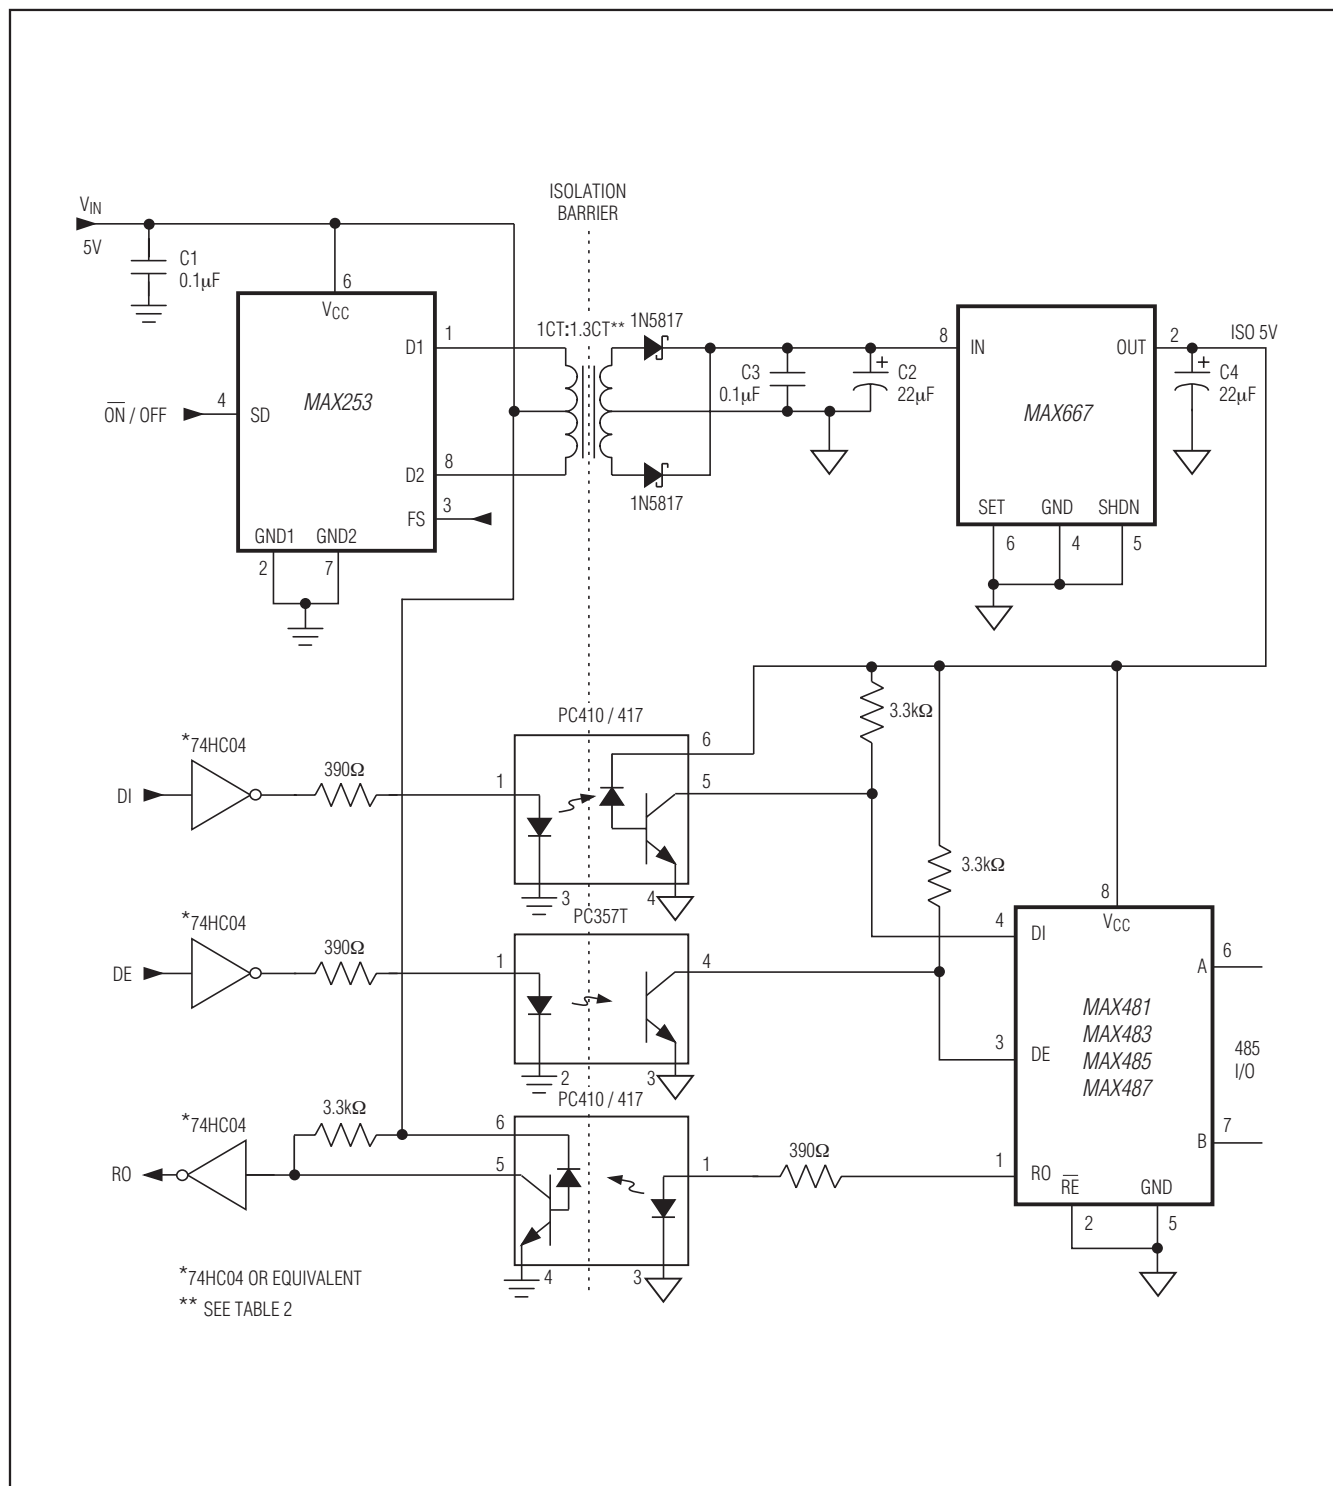 ISOLATION
BARRIER
VIN
5V
C1
0.1µF
6
VCC
1
D1
1CT:1.3CT**
1N5817
8
IN
OUT
2
ISO 5V
C3
0.1µF
+
C2
22µF
+
C4
22µF
MAX253
MAX667
ON / OFF
4
SD
D2
8
1N5817
3
FS
GND1
GND2
2
7
SET
GND
SHDN
6
4
5
PC410 / 417
3.3kΩ
*74HC04
6
390Ω
1
5
DI
3.3kΩ
3
4
PC357T
8
VCC
*74HC04
4
DI
6
A
390Ω
1
4
DE
MAX481
MAX483
MAX485
MAX487
3
DE
485
I/O
2
3
PC410 / 417
3.3kΩ
*74HC04
6
7
B
390Ω
RO
5
1
1
RO
RE
GND
2
5
4
3
*74HC04 OR EQUIVALENT
** SEE TABLE 2